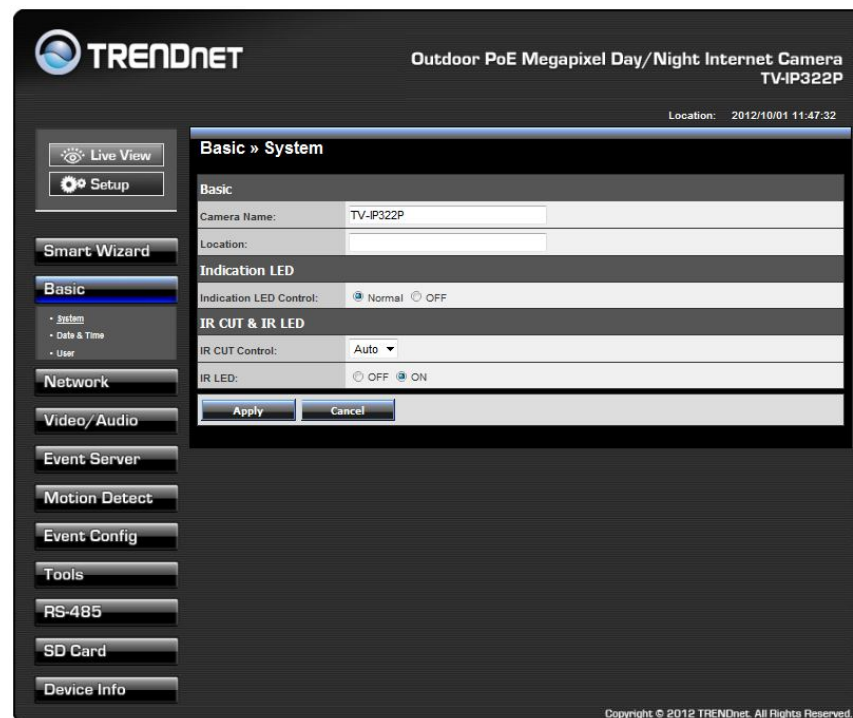 TRENDNET
Outdoor PoE Megapixel Day/Night Internet Camera
TV-IP322P
Location: 2012/10/01 11:47:32
Live View
Setup
Smart Wizard
Basic
• System
• Date & Time
• User
Network
Video/Audio
Event Server
Motion Detect
Event Config
Tools
RS-485
SD Card
Device Info
Basic » System
Basic
Camera Name: TV-IP322P
Location:
Indication LED
Indication LED Control: Normal OFF
IR CUT & IR LED
IR CUT Control: Auto
IR LED: OFF ON
Apply Cancel
Copyright © 2012 TRENDnet. All Rights Reserved.